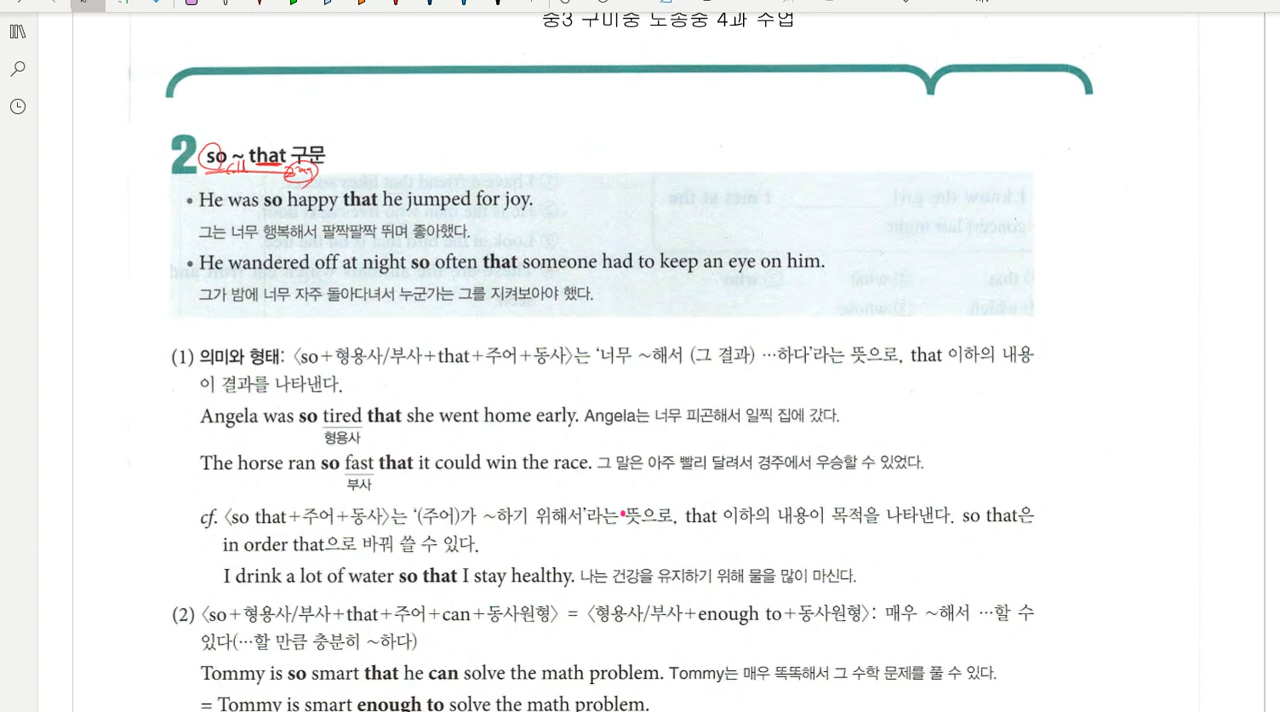 중3 구미중 노송중 4과 수업
2 so ~ that 구문
• He was so happy that he jumped for joy.
그는 너무 행복해서 팔짝팔짝 뛰며 좋아했다.
• He wandered off at night so often that someone had to keep an eye on him.
그가 밤에 너무 자주 돌아다녀서 누군가는 그를 지켜보아야 했다.
(1) 의미와 형태: 〈so+형용사/부사+that+주어+동사〉는 ‘너무 ~해서 (그 결과) …하다’라는 뜻으로, that 이하의 내용
이 결과를 나타낸다.
Angela was so tired that she went home early. Angela는 너무 피곤해서 일찍 집에 갔다.
형용사
The horse ran so fast that it could win the race. 그 말은 아주 빨리 달려서 경주에서 우승할 수 있었다.
부사
cf. 〈so that+주어+동사〉는 ‘(주어)가 ~하기 위해서’라는 뜻으로, that 이하의 내용이 목적을 나타낸다. so that은
in order that으로 바꿔 쓸 수 있다.
I drink a lot of water so that I stay healthy. 나는 건강을 유지하기 위해 물을 많이 마신다.
(2) 〈so+형용사/부사+that+주어+can+동사원형〉 = 〈형용사/부사+enough to+동사원형〉: 매우 ~해서 …할 수
있다(…할 만큼 충분히 ~하다)
Tommy is so smart that he can solve the math problem. Tommy는 매우 똑똑해서 그 수학 문제를 풀 수 있다.
= Tommy is smart enough to solve the math problem.